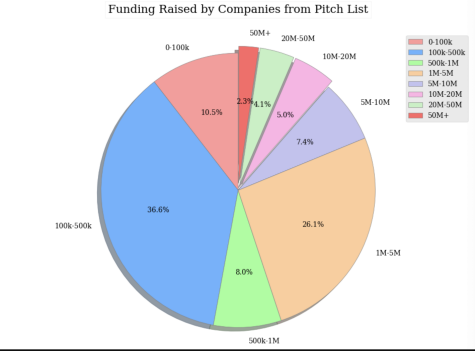 Funding Raised by Companies from Pitch List
0-100k
100k-500k
500k-1M
1M-5M
5M-10M
10M-20M
20M-50M
50M+
50M+
20M-50M
10M-20M
5M-10M
1M-5M
500k-1M
100k-500k
0-100k
10.5%
2.3%
4.1%
5.0%
7.4%
26.1%
8.0%
36.6%